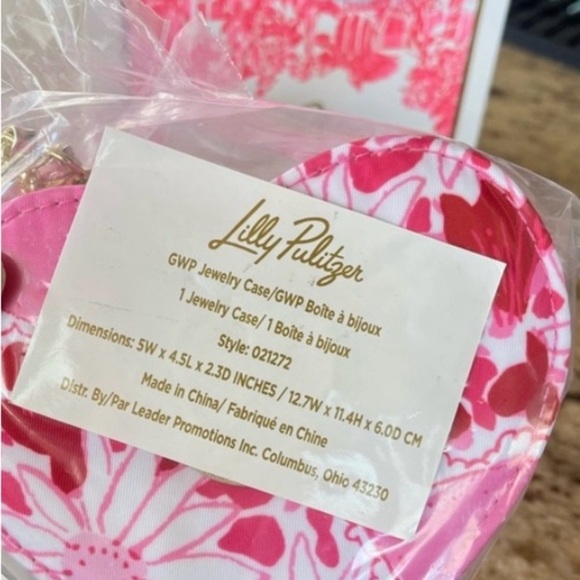 Lilly Pulitzer
GWP Jewelry Case/GWP Boîte à bijoux
1 Jewelry Case/ 1 Boîte à bijoux
Style: 021272
Dimensions: 5W x 4.5L x 2.3D INCHES / 12.7W x 11.4H x 6.0D CM
Made in China/ Fabriqué en Chine
Distr. By/Par Leader Promotions Inc. Columbus, Ohio 43230